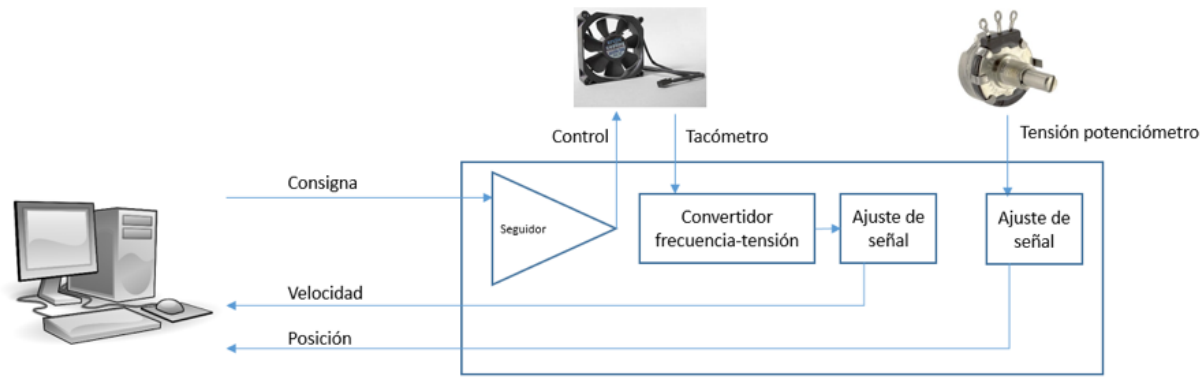 Control
Tacómetro
Tensión potenciómetro
Consigna
Seguidor
Convertidor
frecuencia-tensión
Ajuste de
señal
Ajuste de
señal
Velocidad
Posición